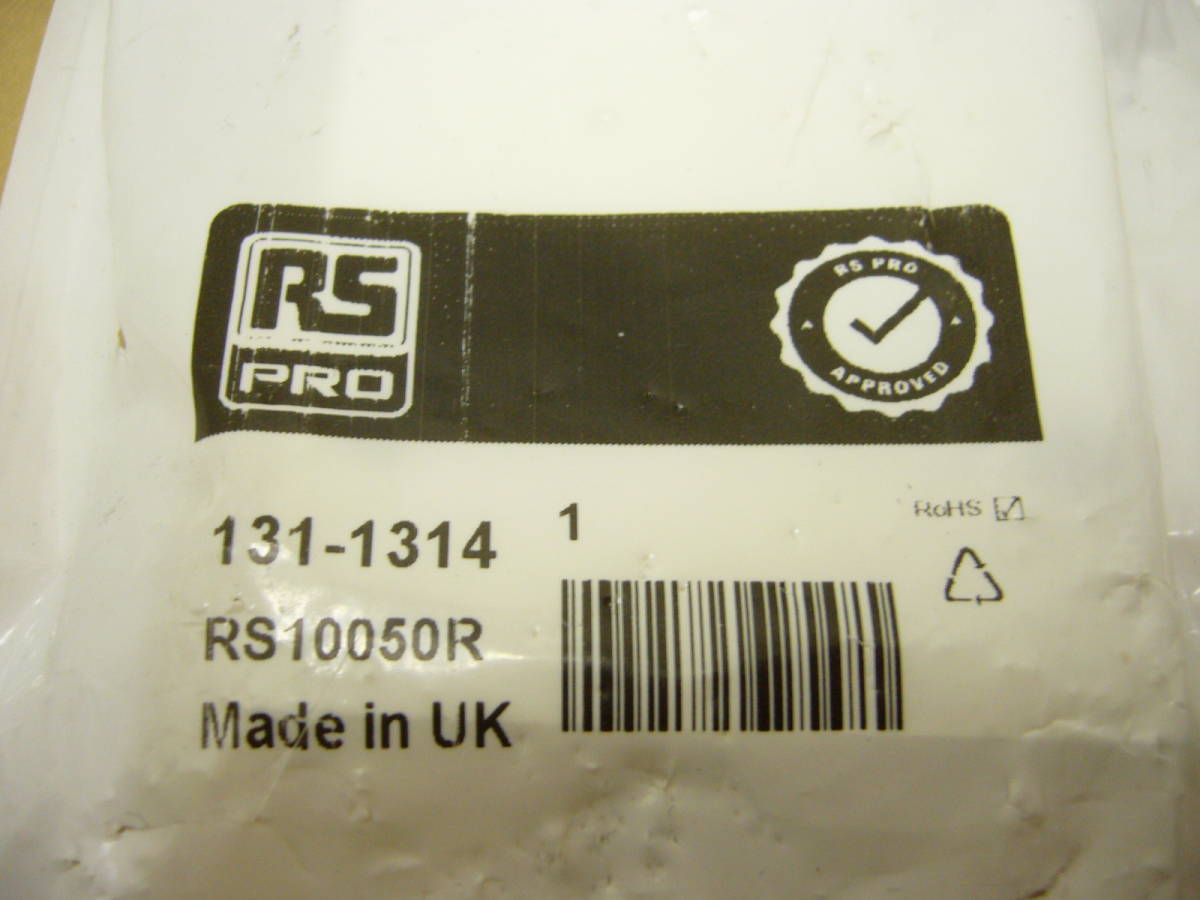 RS
PRO
RS PRO
APPROVED
131-1314
1
RoHS
RS10050R
Made in UK